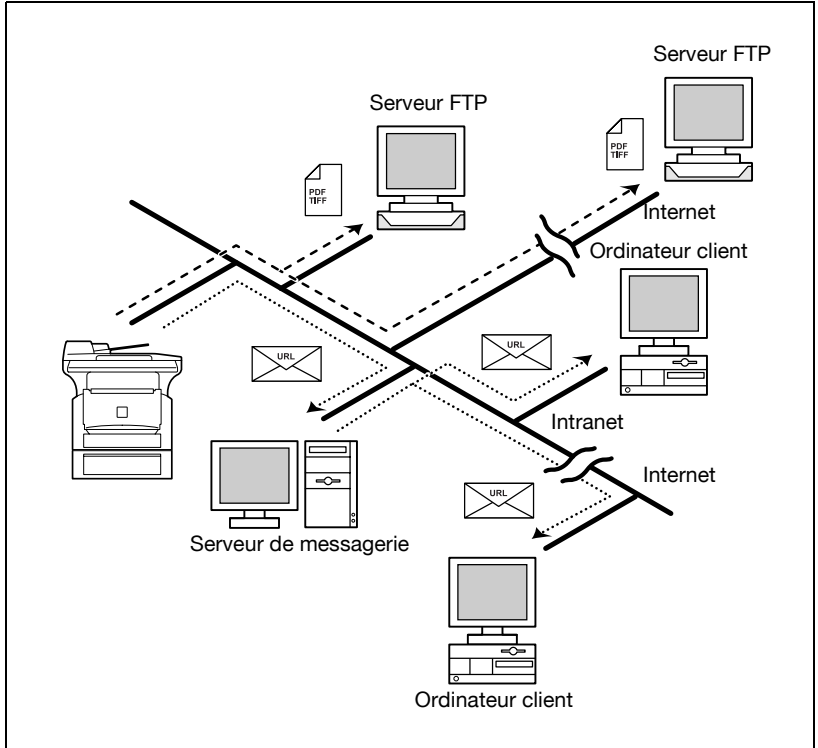 Serveur FTP
Serveur FTP
PDF
TIFF
PDF
TIFF
Internet
Ordinateur client
URL
URL
Intranet
Internet
URL
Serveur de messagerie
Ordinateur client